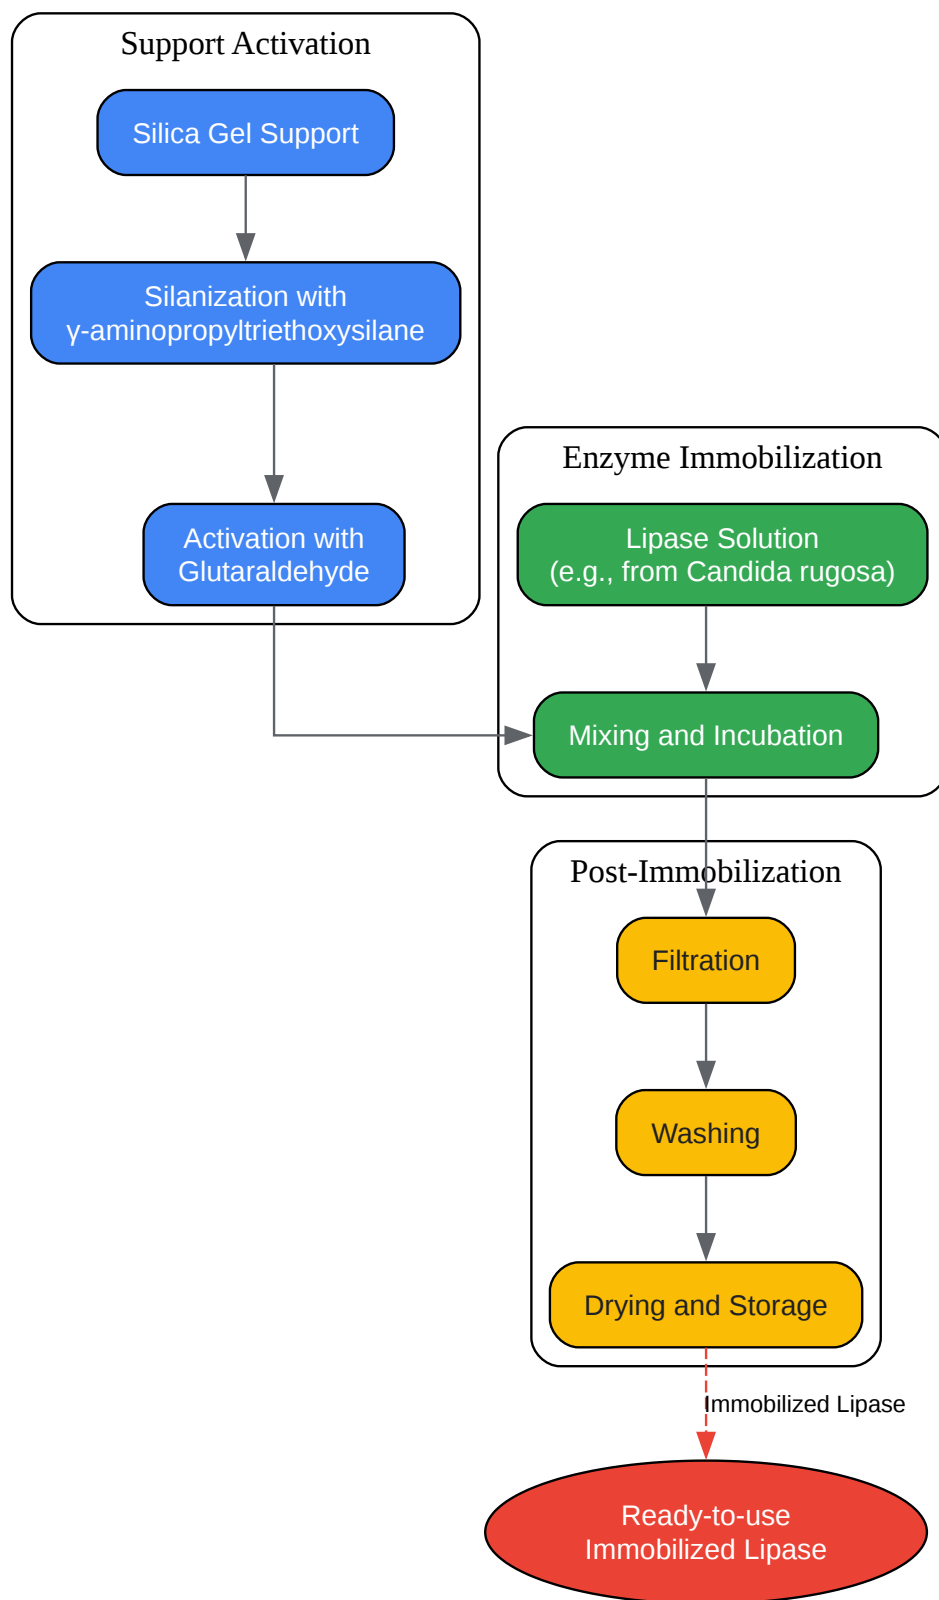 Support Activation
Silica Gel Support
Silanization with
γ-aminopropyltriethoxysilane
Activation with
Glutaraldehyde
Enzyme Immobilization
Lipase Solution
(e.g., from Candida rugosa)
Mixing and Incubation
Post-Immobilization
Filtration
Washing
Drying and Storage
Immobilized Lipase
Ready-to-use
Immobilized Lipase